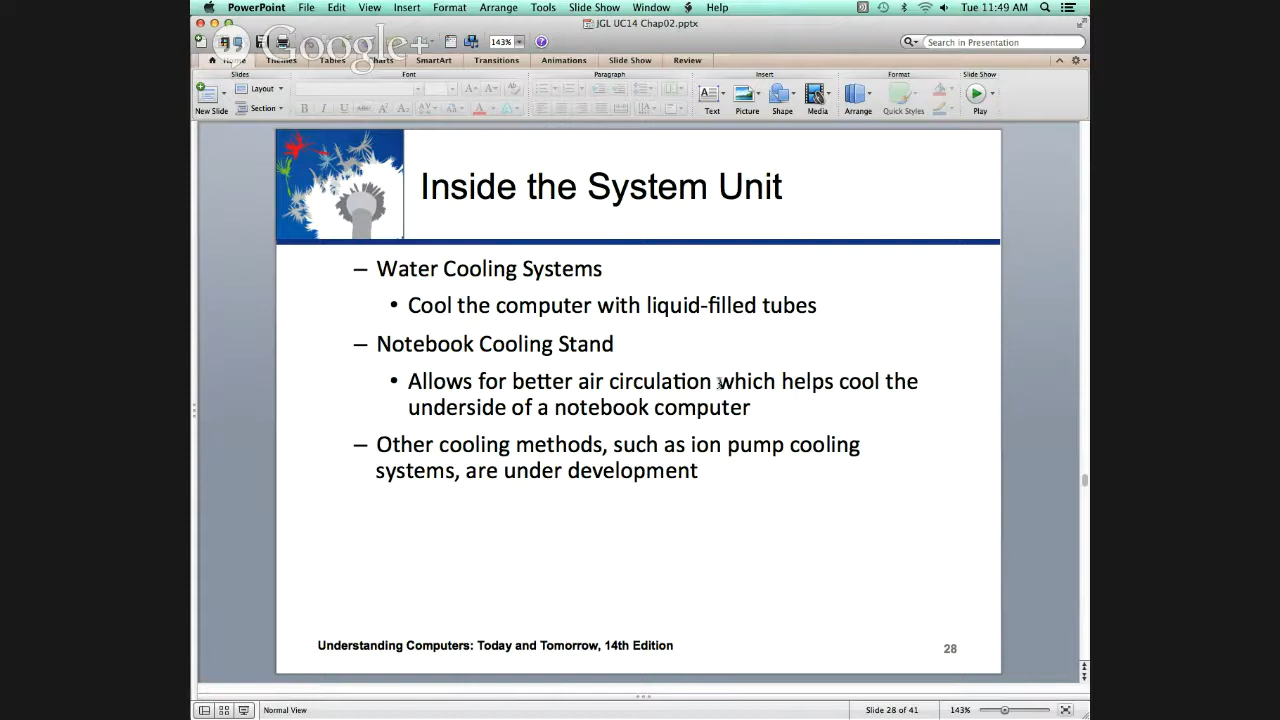 PowerPoint File Edit View Insert Format Arrange Tools Slide Show Window Help Tue 11:49 AM
JGL UC14 Chap02.pptx
Google+
143% Search in Presentation
Home Themes Tables Charts SmartArt Transitions Animations Slide Show Review
Slides Font Paragraph Insert Format Slide Show
Layout
Section
New Slide Text Picture Shape Media Arrange Quick Styles Play
Inside the System Unit
– Water Cooling Systems
• Cool the computer with liquid-filled tubes
– Notebook Cooling Stand
• Allows for better air circulation which helps cool the
underside of a notebook computer
– Other cooling methods, such as ion pump cooling
systems, are under development
Understanding Computers: Today and Tomorrow, 14th Edition 28
Normal View Slide 28 of 41 143%